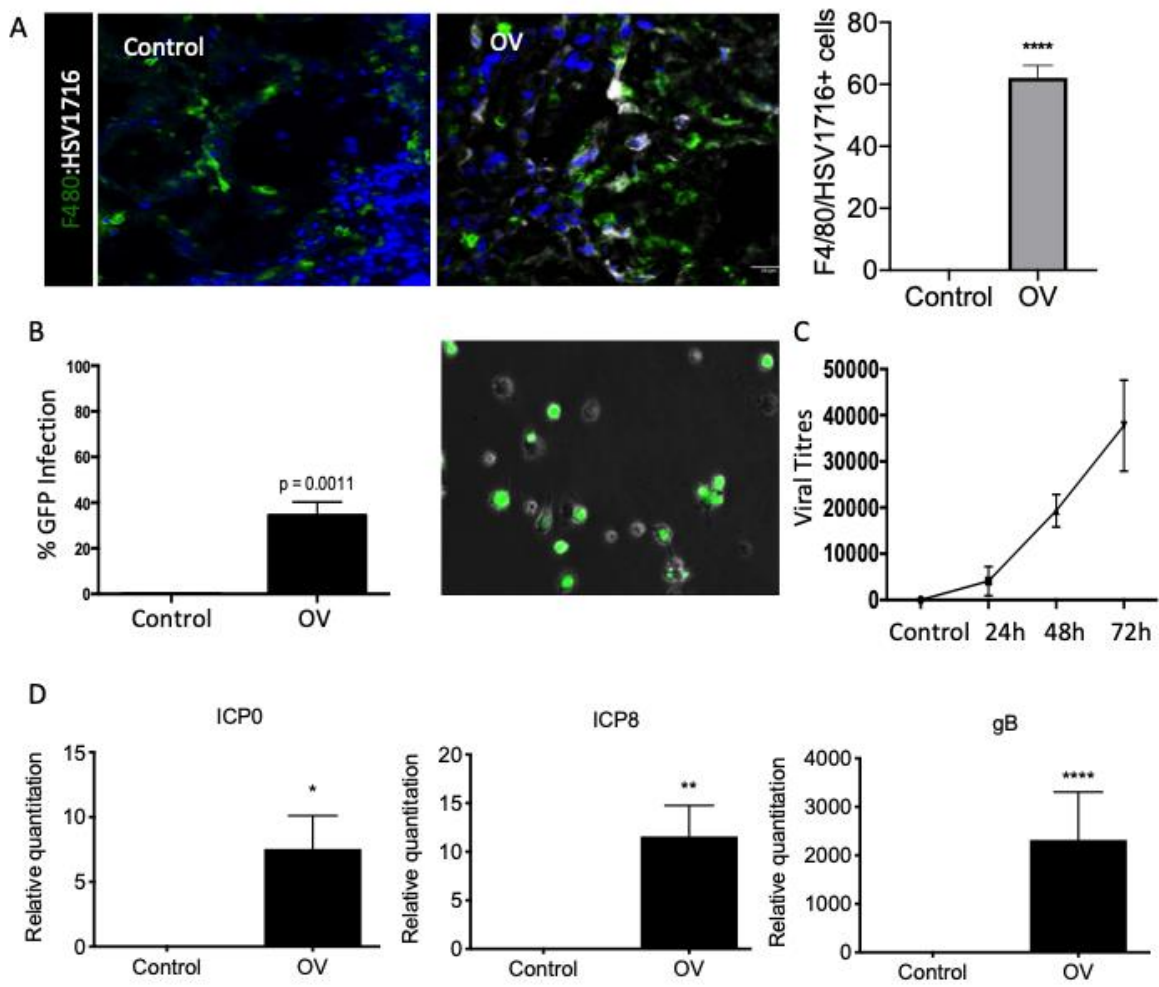 A
F480:HSV1716
Control
OV
F4/80/HSV1716+ cells
80
60
40
20
0
****
Control OV
B
% GFP Infection
100
80
60
40
20
0
p = 0.0011
Control OV
C
Viral Titres
50000
40000
30000
20000
10000
0
Control 24h 48h 72h
D
ICP0
Relative quantitation
15
10
5
0
*
Control OV
ICP8
Relative quantitation
20
15
10
5
0
**
Control OV
gB
Relative quantitation
4000
3000
2000
1000
0
****
Control OV